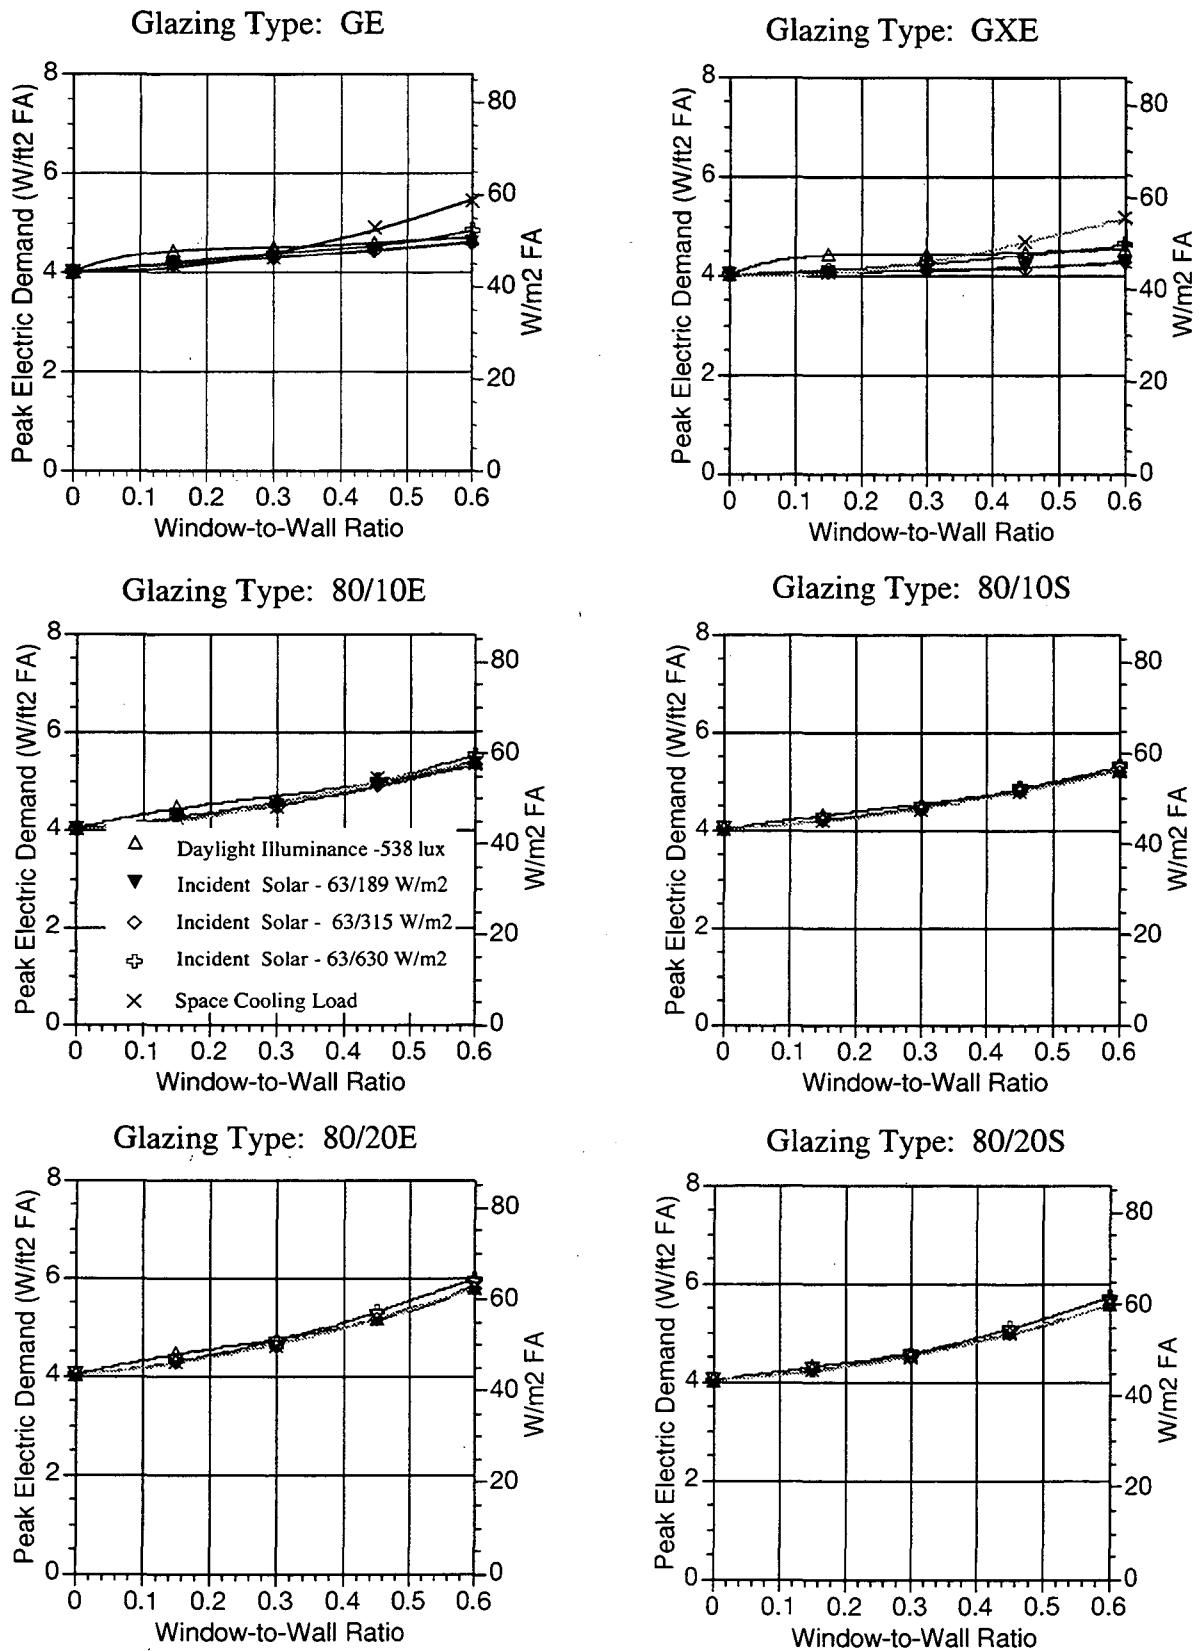 Glazing Type: GE
Peak Electric Demand (W/ft2 FA)
8
6
4
2
0
80
60
40
20
0
W/m2 FA
0 0.1 0.2 0.3 0.4 0.5 0.6
Window-to-Wall Ratio
Glazing Type: GXE
Peak Electric Demand (W/ft2 FA)
8
6
4
2
0
80
60
40
20
0
W/m2 FA
0 0.1 0.2 0.3 0.4 0.5 0.6
Window-to-Wall Ratio
Glazing Type: 80/10E
Peak Electric Demand (W/ft2 FA)
8
6
4
2
0
80
60
40
20
0
W/m2 FA
Daylight Illuminance -538 lux
Incident Solar - 63/189 W/m2
Incident Solar - 63/315 W/m2
Incident Solar - 63/630 W/m2
Space Cooling Load
0 0.1 0.2 0.3 0.4 0.5 0.6
Window-to-Wall Ratio
Glazing Type: 80/10S
Peak Electric Demand (W/ft2 FA)
8
6
4
2
0
80
60
40
20
0
W/m2 FA
0 0.1 0.2 0.3 0.4 0.5 0.6
Window-to-Wall Ratio
Glazing Type: 80/20E
Peak Electric Demand (W/ft2 FA)
8
6
4
2
0
80
60
40
20
0
W/m2 FA
0 0.1 0.2 0.3 0.4 0.5 0.6
Window-to-Wall Ratio
Glazing Type: 80/20S
Peak Electric Demand (W/ft2 FA)
8
6
4
2
0
80
60
40
20
0
W/m2 FA
0 0.1 0.2 0.3 0.4 0.5 0.6
Window-to-Wall Ratio